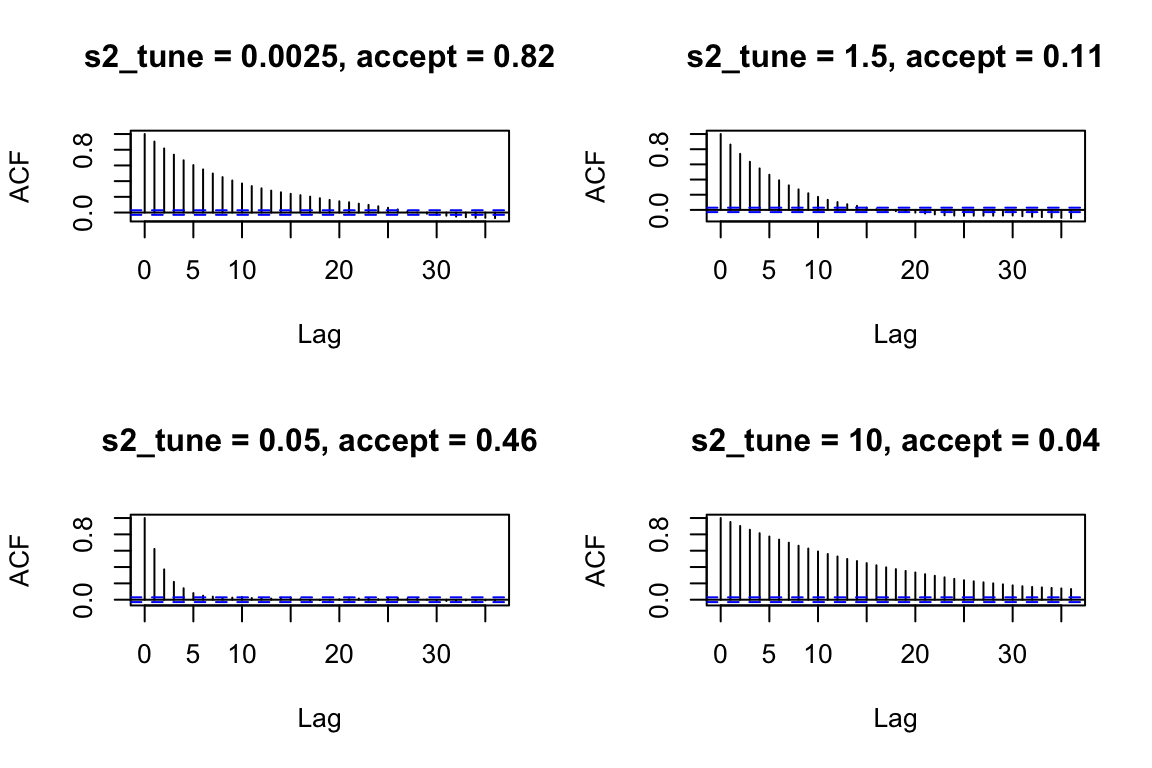 s2_tune = 0.0025, accept = 0.82
ACF
0.0 0.8
0 5 10 20 30
Lag
s2_tune = 1.5, accept = 0.11
ACF
0.0 0.8
0 5 10 20 30
Lag
s2_tune = 0.05, accept = 0.46
ACF
0.0 0.8
0 5 10 20 30
Lag
s2_tune = 10, accept = 0.04
ACF
0.0 0.8
0 5 10 20 30
Lag